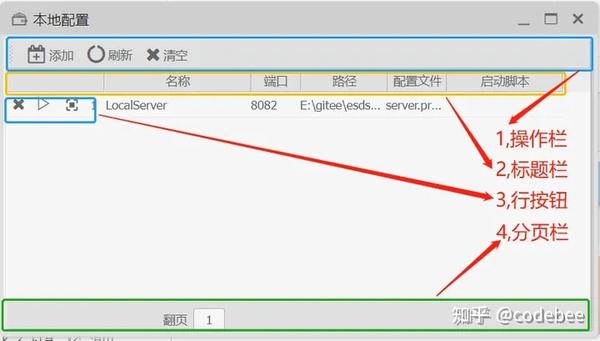 本地配置
添加 刷新 清空
名称 端口 路径 配置文件 启动脚本
1 LocalServer 8082 E:\gitee\esds... server.pr...
1,操作栏
2,标题栏
3,行按钮
4,分页栏
翻页 1
知乎 @codebee